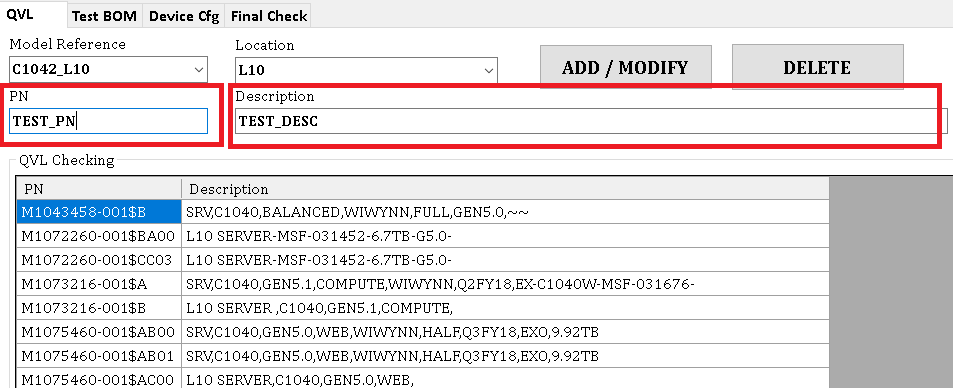 QVL Test BOM Device Cfg Final Check
Model Reference Location
C1042_L10 L10 ADD / MODIFY DELETE
PN Description
TEST_PN TEST_DESC
QVL Checking
PN Description
M1043458-001$B SRV,C1040,BALANCED,WIWYNN,FULL,GEN5.0,~~
M1072260-001$BA00 L10 SERVER-MSF-031452-6.7TB-G5.0-
M1072260-001$CC03 L10 SERVER-MSF-031452-6.7TB-G5.0-
M1073216-001$A SRV,C1040,GEN5.1,COMPUTE,WIWYNN,Q2FY18,EX-C1040W-MSF-031676-
M1073216-001$B L10 SERVER ,C1040,GEN5.1,COMPUTE,
M1075460-001$AB00 SRV,C1040,GEN5.0,WEB,WIWYNN,HALF,Q3FY18,EXO,9.92TB
M1075460-001$AB01 SRV,C1040,GEN5.0,WEB,WIWYNN,HALF,Q3FY18,EXO,9.92TB
M1075460-001$AC00 L10 SERVER,C1040,GEN5.0,WEB,